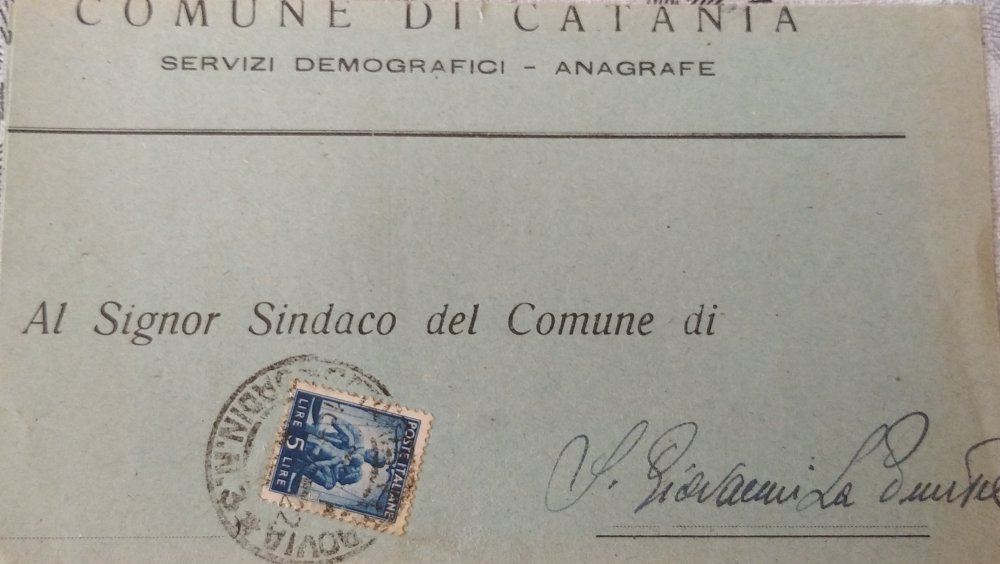 COMUNE DI CATANIA
SERVIZI DEMOGRAFICI - ANAGRAFE
Al Signor Sindaco del Comune di
POSTE ITALIANE
LIRE 5 LIRE
S. Giovanni La Punta